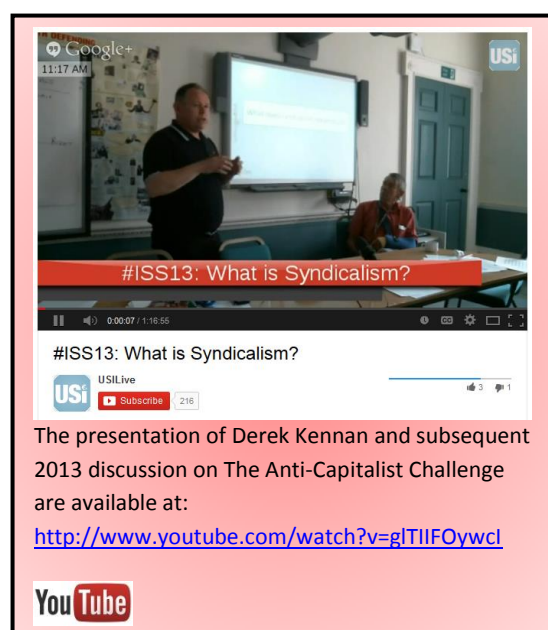 Google+
USi
11:17 AM
#ISS13: What is Syndicalism?
0:00:07 / 1:16:55
CC
#ISS13: What is Syndicalism?
USi
USILive
Subscribe 216
3 1
The presentation of Derek Kennan and subsequent
2013 discussion on The Anti-Capitalist Challenge
are available at:
http://www.youtube.com/watch?v=glTIIFOywcI
YouTube